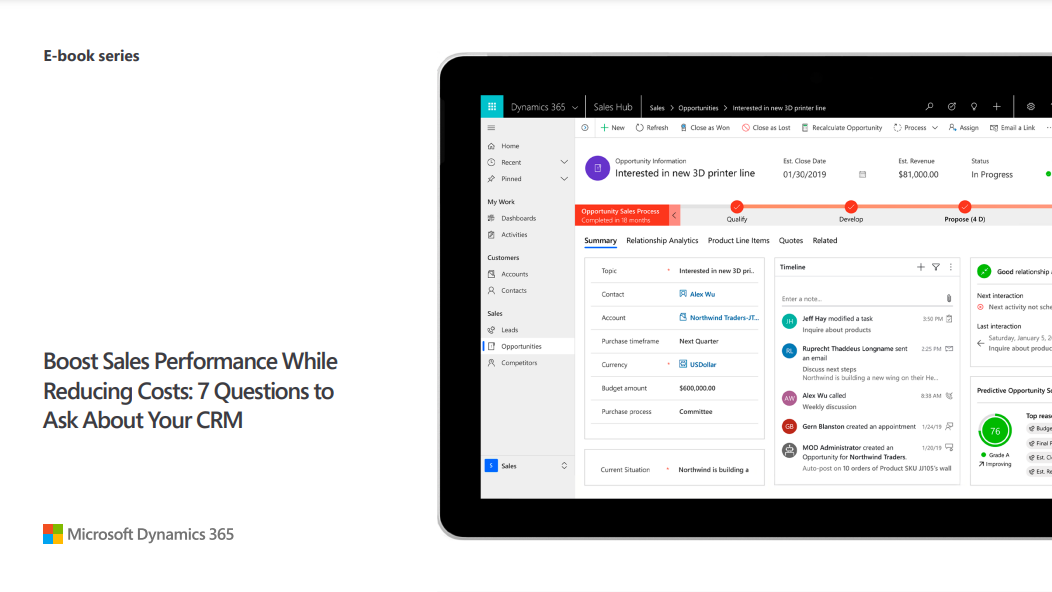 E-book series
Boost Sales Performance While
Reducing Costs: 7 Questions to
Ask About Your CRM
Microsoft Dynamics 365
Dynamics 365
Sales Hub
Sales > Opportunities > Interested in new 3D printer line
New
Refresh
Close as Won
Close as Lost
Recalculate Opportunity
Process
Assign
Email a Link
Home
Recent
Pinned
My Work
Dashboards
Activities
Customers
Accounts
Contacts
Sales
Leads
Opportunities
Competitors
S Sales
Opportunity Information
Interested in new 3D printer line
Est. Close Date
01/30/2019
Est. Revenue
$81,000.00
Status
In Progress
Opportunity Sales Process
Completed in 18 months
Qualify
Develop
Propose (4 D)
Summary
Relationship Analytics
Product Line Items
Quotes
Related
Topic * Interested in new 3D pri..
Contact Alex Wu
Account Northwind Traders-JT...
Purchase timeframe Next Quarter
Currency * USDollar
Budget amount $600,000.00
Purchase process Committee
Current Situation * Northwind is building a
Timeline
Enter a note...
JH Jeff Hay modified a task 3:50 PM
Inquire about products
RL Ruprecht Thaddeus Longname sent 2:25 PM
an email
Discuss next steps
Northwind is building a new wing on their He...
AW Alex Wu called 8:38 AM
Weekly discussion
GB Gern Blanston created an appointment 1/24/19
MOD Administrator created an 1/20/19
Opportunity for Northwind Traders.
Auto-post on 10 orders of Product SKU JJ105's wall
Good relationship
Next interaction
Next activity not sche
Last interaction
Saturday, January 5, 2
Inquire about produc
Predictive Opportunity Sc
76
Grade A
Improving
Top reas
Budge
Final
Est. Cl
Est. Re